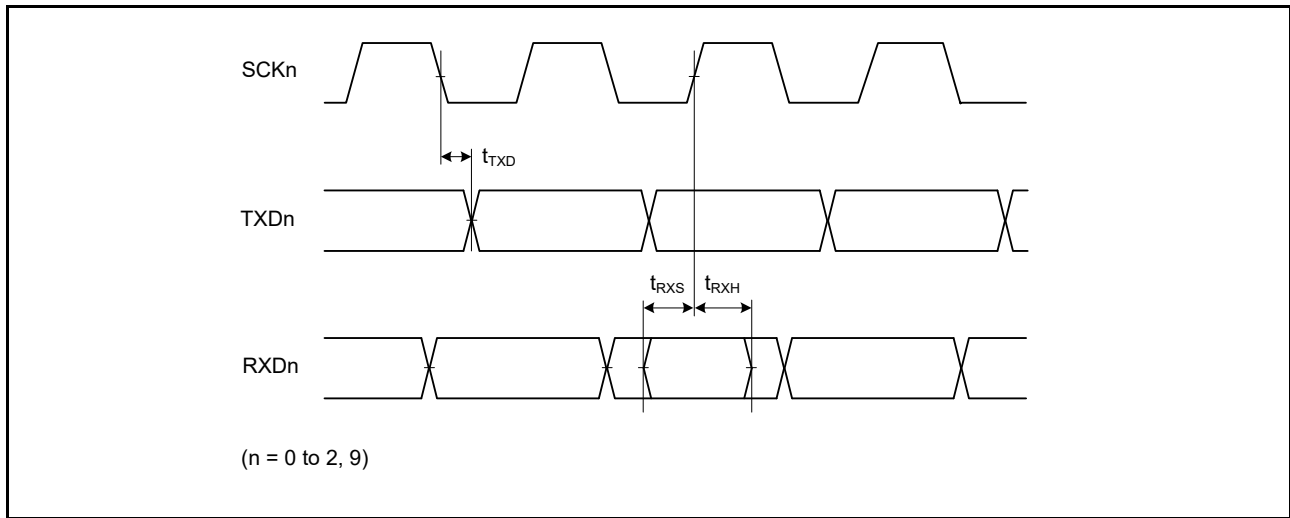 SCKn
tTXD
TXDn
tRXS tRXH
RXDn
(n = 0 to 2, 9)